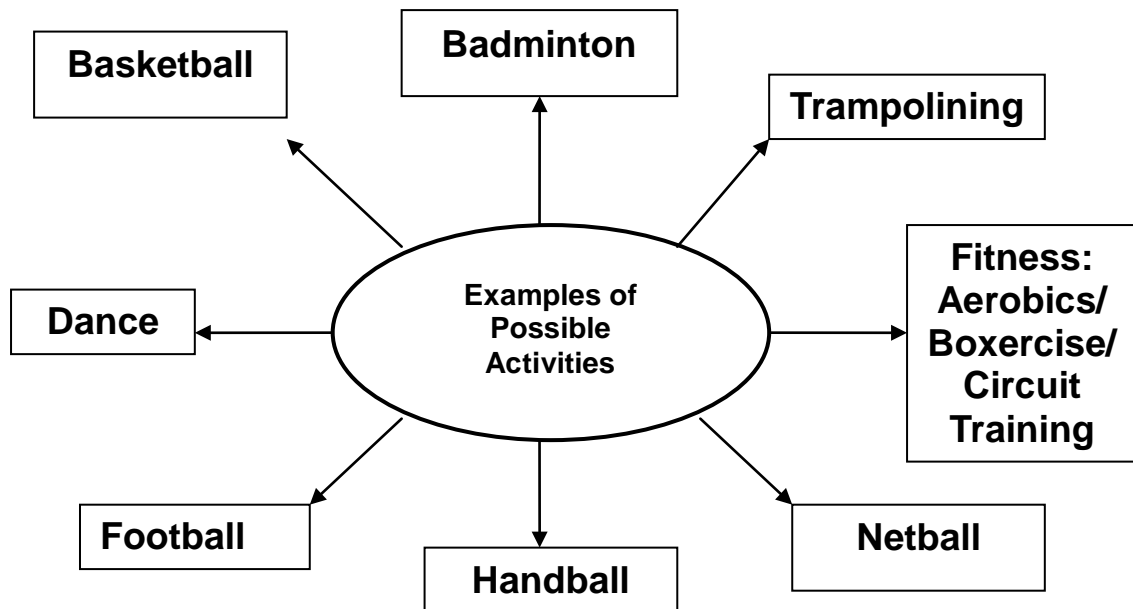 Badminton
Basketball
Trampolining
Fitness:
Aerobics/
Boxercise/
Circuit
Training
Examples of
Possible
Activities
Dance
Football
Netball
Handball